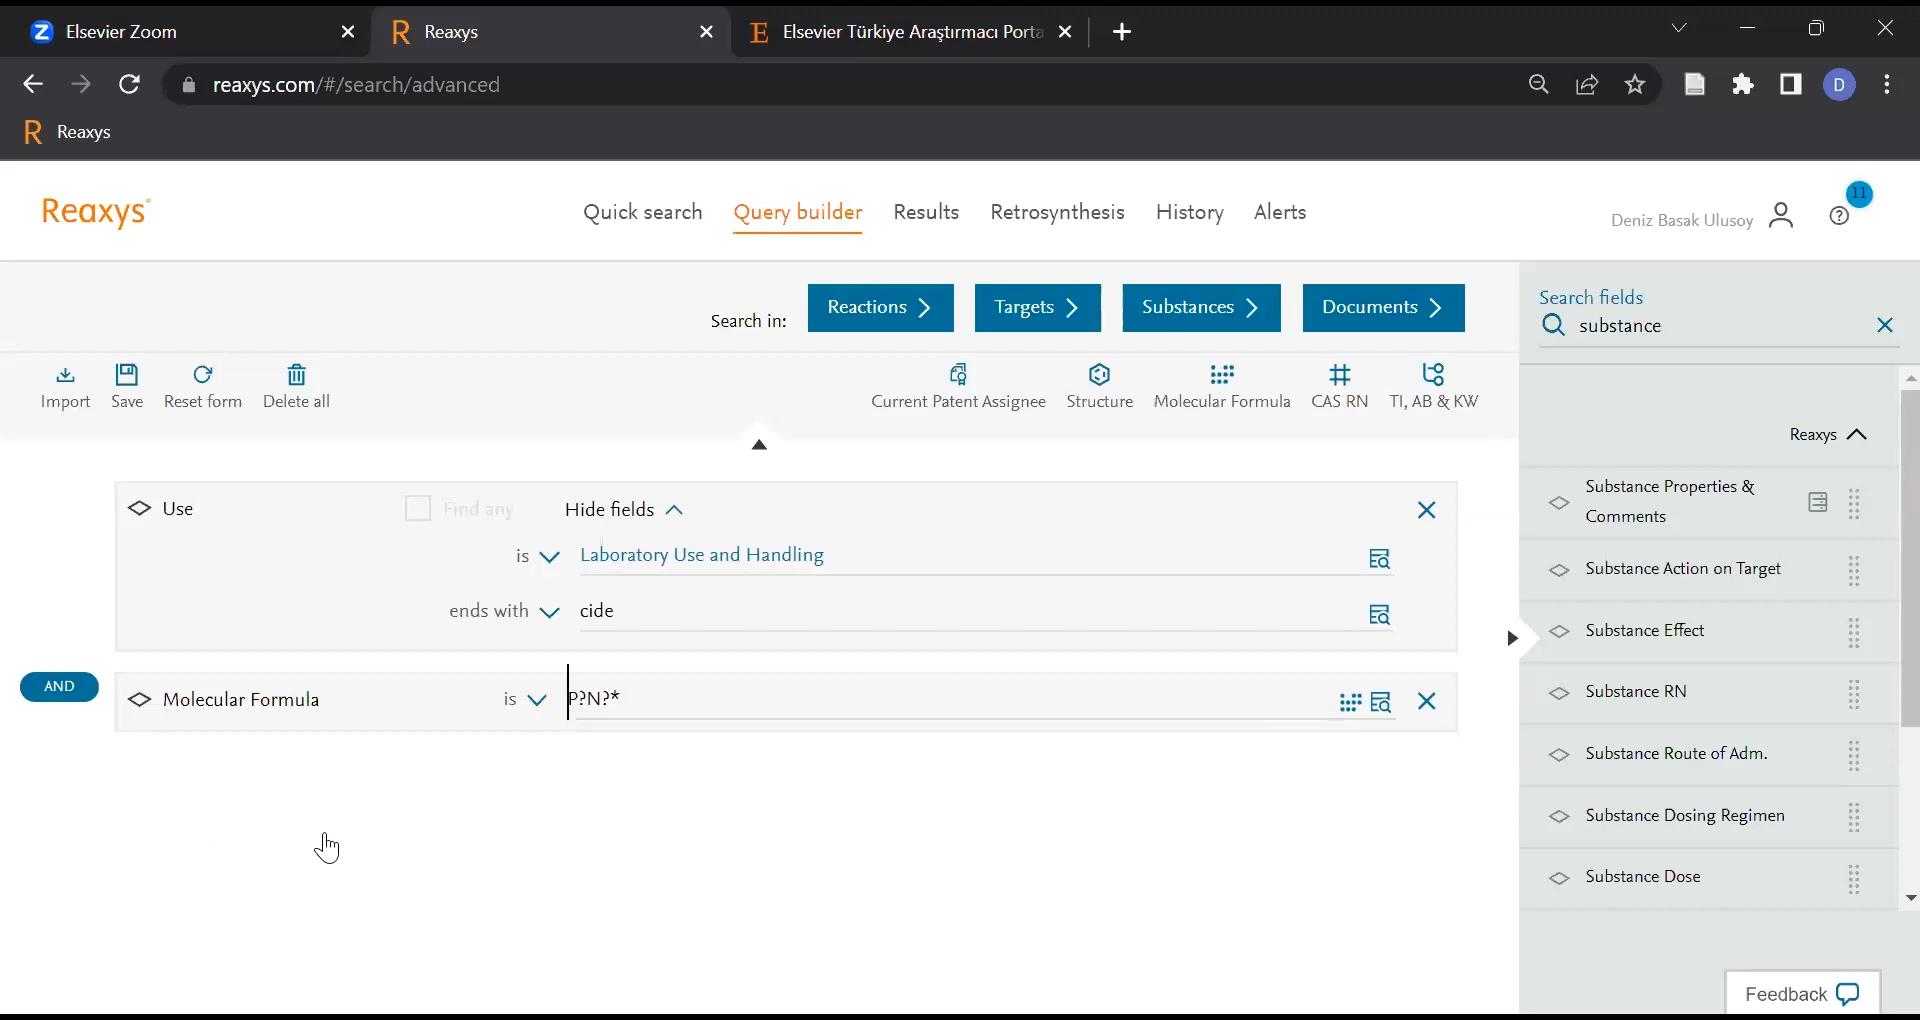 Elsevier Zoom
Reaxys
Elsevier Türkiye Araştırmacı Porta
reaxys.com/#/search/advanced
D
Reaxys
Reaxys
Quick search Query builder Results Retrosynthesis History Alerts
Deniz Basak Ulusoy
11
Search in:
Reactions
Targets
Substances
Documents
Search fields
substance
Import Save Reset form Delete all
Current Patent Assignee Structure Molecular Formula CAS RN TI, AB & KW
Reaxys
Use
Find any
Hide fields
is
Laboratory Use and Handling
ends with
cide
AND
Molecular Formula
is
P?N?*
Substance Properties &
Comments
Substance Action on Target
Substance Effect
Substance RN
Substance Route of Adm.
Substance Dosing Regimen
Substance Dose
Feedback